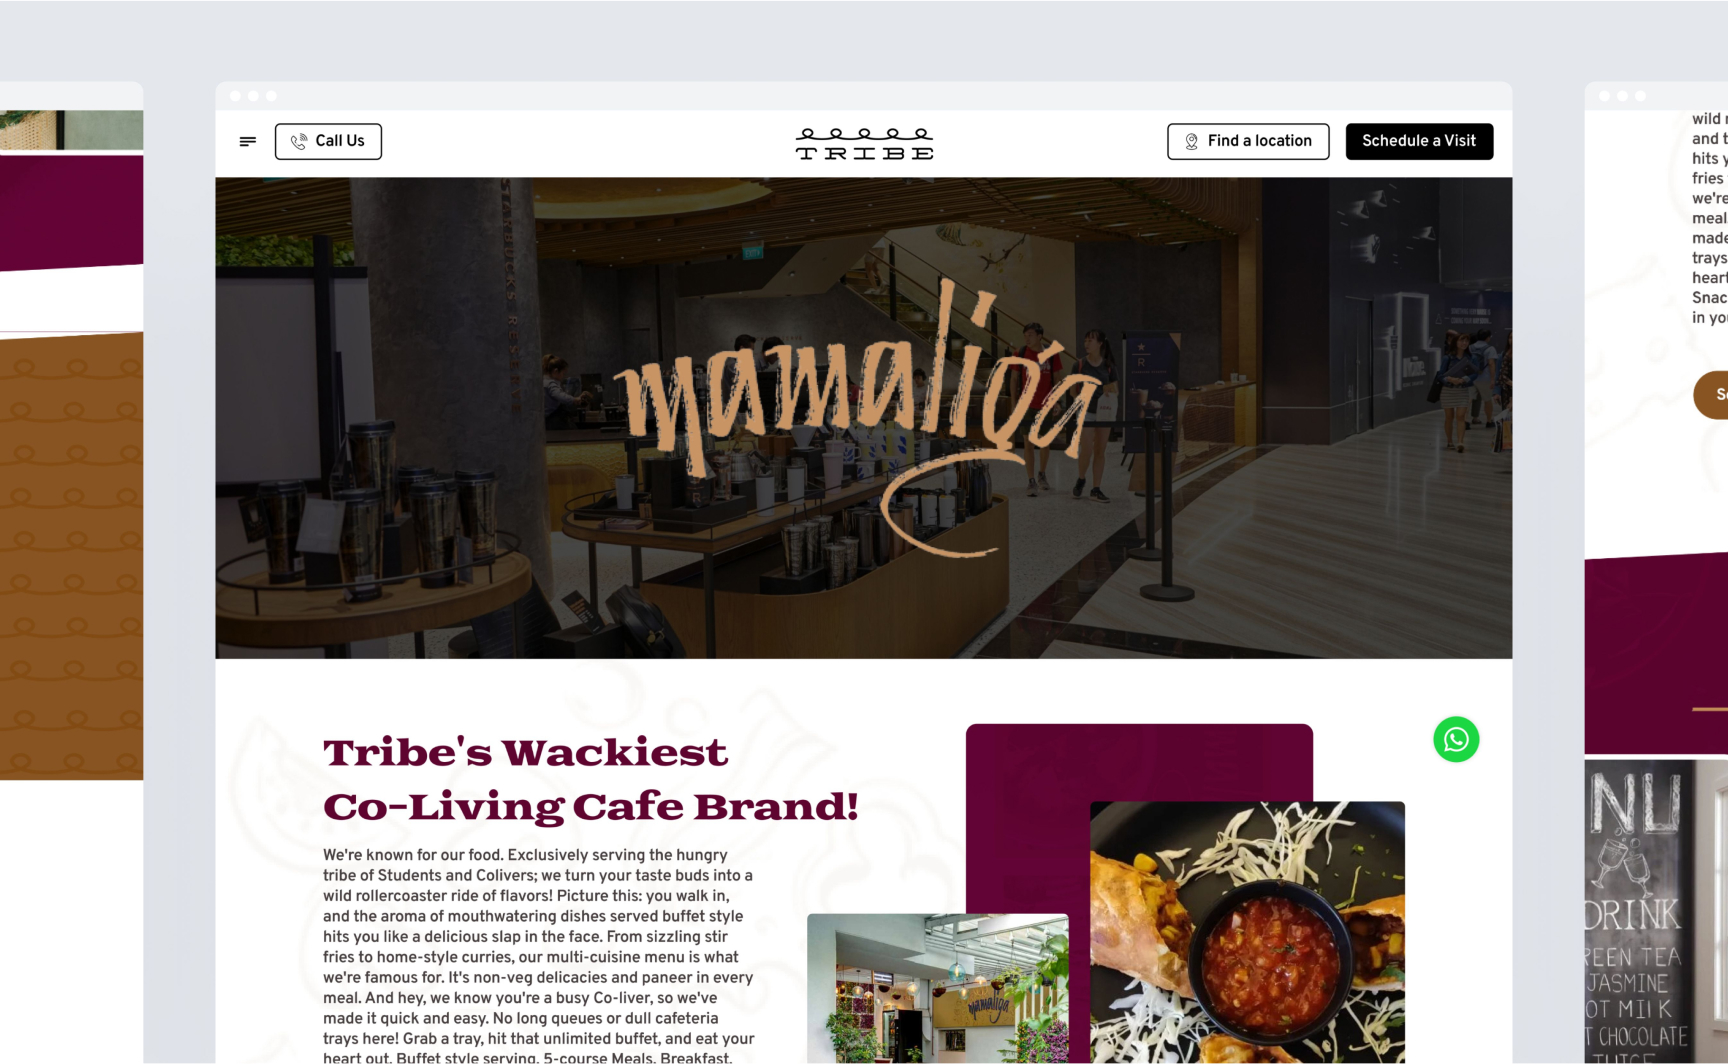 Call Us
TRIBE
Find a location
Schedule a Visit
STARBUCKS RESERVE
EXIT
R
R
mamaliga
Tribe's Wackiest
Co-Living Cafe Brand!
We're known for our food. Exclusively serving the hungry
tribe of Students and Colivers; we turn your taste buds into a
wild rollercoaster ride of flavors! Picture this: you walk in,
and the aroma of mouthwatering dishes served buffet style
hits you like a delicious slap in the face. From sizzling stir
fries to home-style curries, our multi-cuisine menu is what
we're famous for. It's non-veg delicacies and paneer in every
meal. And hey, we know you're a busy Co-liver, so we've
made it quick and easy. No long queues or dull cafeteria
trays here! Grab a tray, hit that unlimited buffet, and eat your
heart out. Buffet style serving, 5-course Meals, Breakfast,
mamaliga
wild r
and t
hits y
fries
we're
meal.
made
trays
heart
Snac
in you
Sc
NU
DRINK
REEN TEA
JASMINE
OT MILK
T CHOCOLATE
JUICE